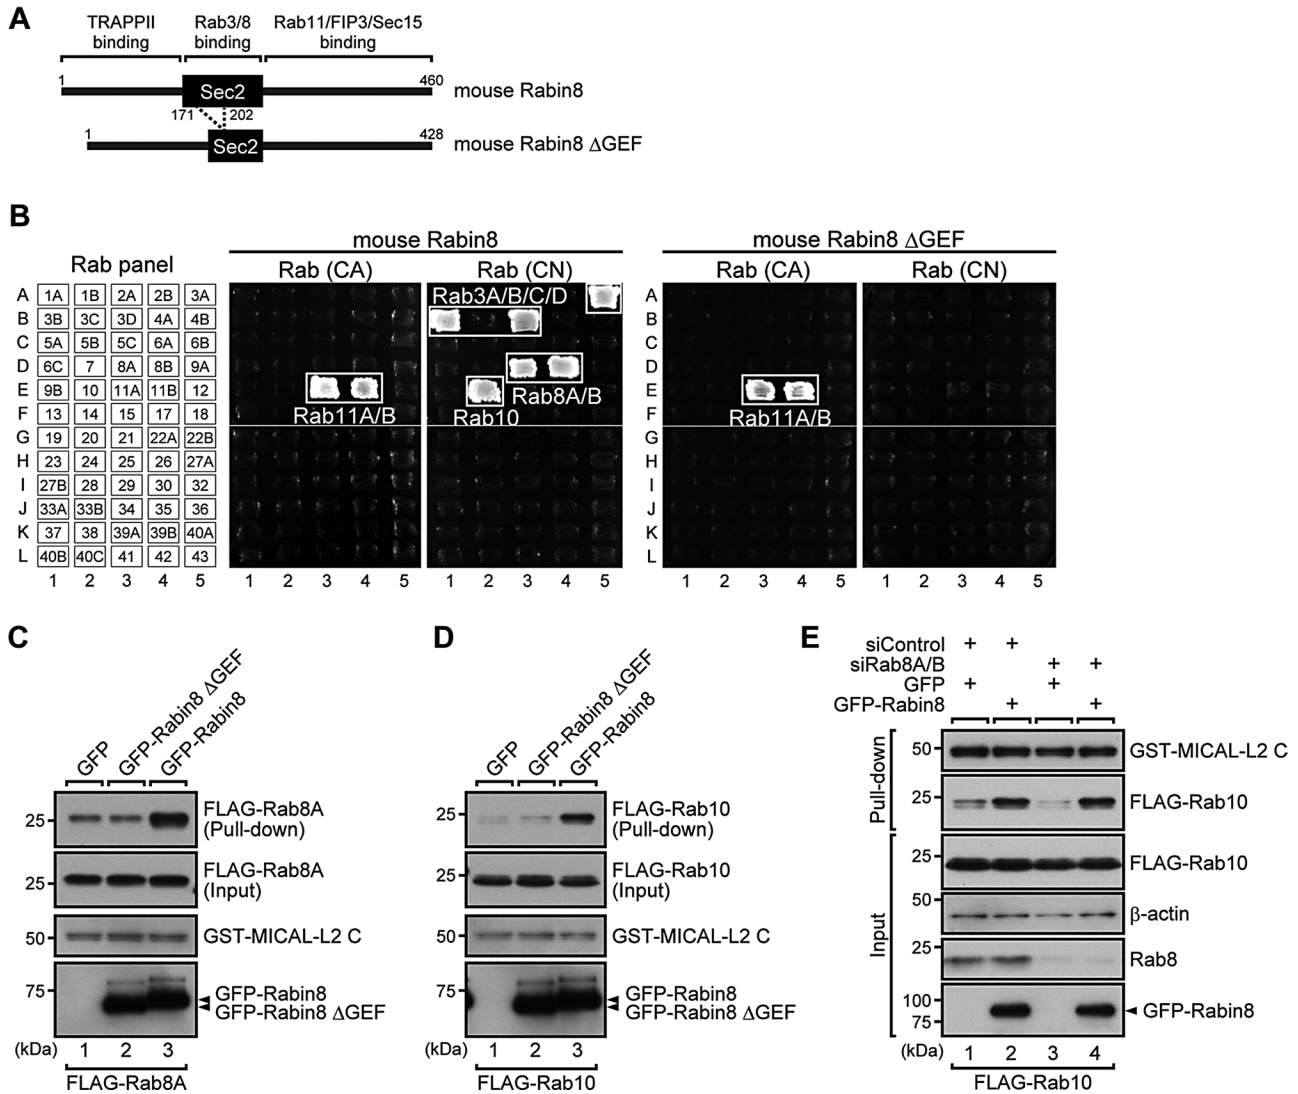 A
TRAPPII binding
Rab3/8 binding
Rab11/FIP3/Sec15 binding
1
Sec2
460
mouse Rabin8
171
202
1
Sec2
428
mouse Rabin8 ΔGEF
B
Rab panel
mouse Rabin8
mouse Rabin8 ΔGEF
Rab (CA)
Rab (CN)
Rab (CA)
Rab (CN)
A 1A 1B 2A 2B 3A
B 3B 3C 3D 4A 4B
C 5A 5B 5C 6A 6B
D 6C 7 8A 8B 9A
E 9B 10 11A 11B 12
F 13 14 15 17 18
G 19 20 21 22A 22B
H 23 24 25 26 27A
I 27B 28 29 30 32
J 33A 33B 34 35 36
K 37 38 39A 39B 40A
L 40B 40C 41 42 43
1 2 3 4 5
Rab11A/B
1 2 3 4 5
Rab3A/B/C/D
Rab8A/B
Rab10
1 2 3 4 5
A
B
C
D
E
F
G
H
I
J
K
L
Rab11A/B
1 2 3 4 5
1 2 3 4 5
C
GFP
GFP-Rabin8 ΔGEF
GFP-Rabin8
25
FLAG-Rab8A (Pull-down)
25
FLAG-Rab8A (Input)
50
GST-MICAL-L2 C
75
GFP-Rabin8
GFP-Rabin8 ΔGEF
(kDa) 1 2 3
FLAG-Rab8A
D
GFP
GFP-Rabin8 ΔGEF
GFP-Rabin8
25
FLAG-Rab10 (Pull-down)
25
FLAG-Rab10 (Input)
50
GST-MICAL-L2 C
75
GFP-Rabin8
GFP-Rabin8 ΔGEF
(kDa) 1 2 3
FLAG-Rab10
E
siControl + +
siRab8A/B + +
GFP + +
GFP-Rabin8 + +
Pull-down
50
GST-MICAL-L2 C
25
FLAG-Rab10
Input
25
FLAG-Rab10
50
β-actin
25
Rab8
100
75
GFP-Rabin8
(kDa) 1 2 3 4
FLAG-Rab10